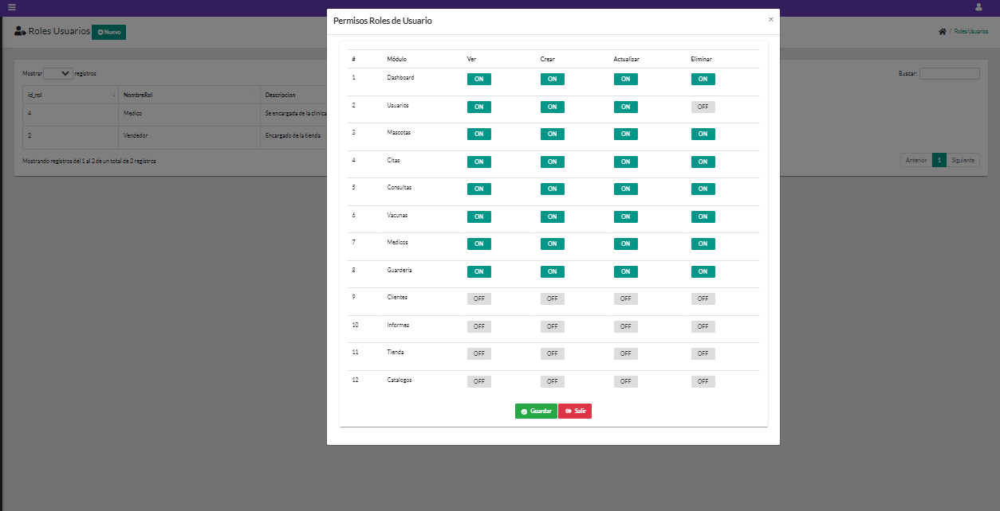 Permisos Roles de Usuario
×
Roles Usuarios Nuevo
/ Roles Usuarios
Mostrar registros
Buscar:
id_rol NombreRol Descripcion
4 Medico Se encargada de la clinica
2 Vendedor Encargado de la tienda
Mostrando registros del 1 al 2 de un total de 2 registros
Anterior 1 Siguiente
# Módulo Ver Crear Actualizar Eliminar
1 Dashboard ON ON ON ON
2 Usuarios ON ON ON OFF
3 Mascotas ON ON ON ON
4 Citas ON ON ON ON
5 Consultas ON ON ON ON
6 Vacunas ON ON ON ON
7 Medicos ON ON ON ON
8 Guarderia ON ON ON ON
9 Clientes OFF OFF OFF OFF
10 Informes OFF OFF OFF OFF
11 Tienda OFF OFF OFF OFF
12 Catalogos OFF OFF OFF OFF
Guardar Salir